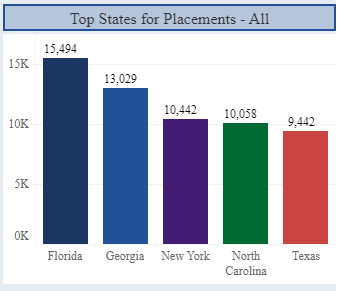 Top States for Placements - All
15,494
13,029
10,442
10,058
9,442
15K
10K
5K
0K
Florida
Georgia
New York
North
Carolina
Texas